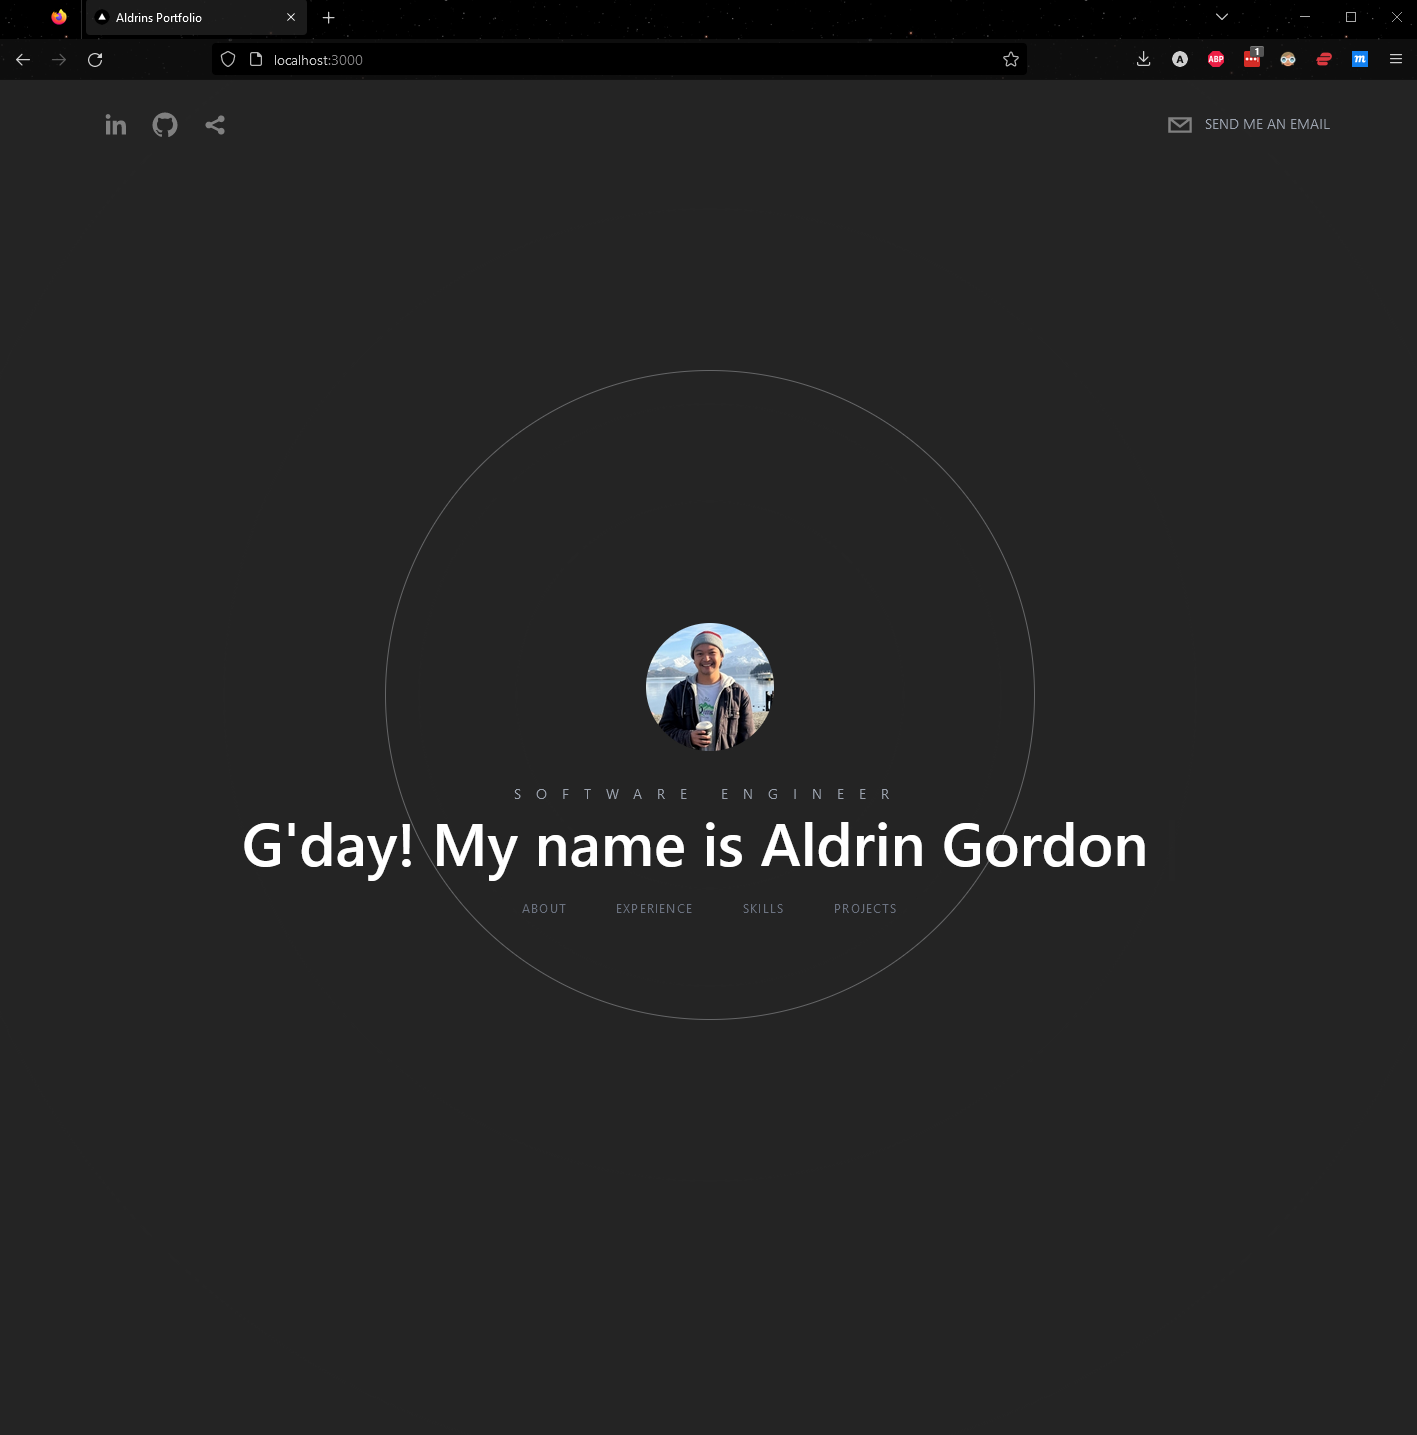 Aldrins Portfolio
localhost:3000
A
ABP
1
m
in
SEND ME AN EMAIL
SOFTWARE ENGINEER
G'day! My name is Aldrin Gordon
ABOUT EXPERIENCE SKILLS PROJECTS